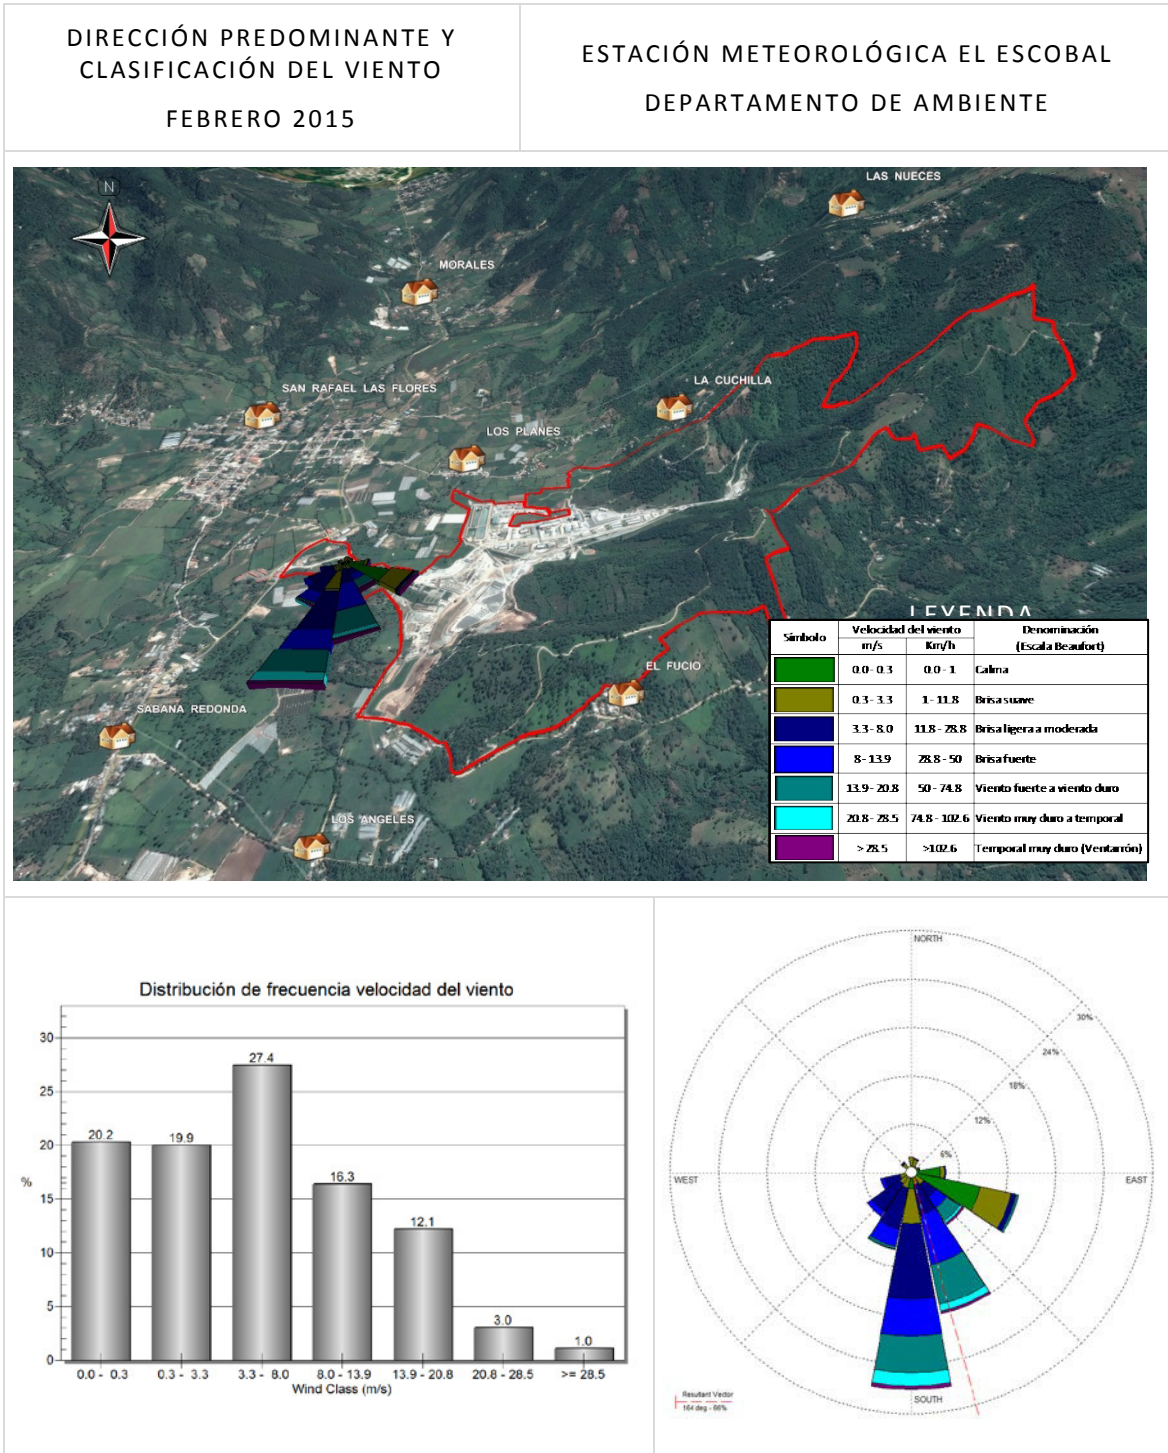 DIRECCIÓN PREDOMINANTE Y
CLASIFICACIÓN DEL VIENTO
FEBRERO 2015
ESTACIÓN METEOROLÓGICA EL ESCOBAL
DEPARTAMENTO DE AMBIENTE
N
LAS NUECES
MORALES
SAN RAFAEL LAS FLORES
LA CUCHILLA
LOS PLANES
EL FUCIO
SABANA REDONDA
LOS ANGELES
LEYENDA
Símbolo Velocidad del viento Denominación
m/s Km/h (Escala Beaufort)
0.0 - 0.3 0.0 - 1 Calma
0.3 - 3.3 1 - 11.8 Brisa suave
3.3 - 8.0 11.8 - 28.8 Brisa ligera a moderada
8 - 13.9 28.8 - 50 Brisa fuerte
13.9 - 20.8 50 - 74.8 Viento fuerte a viento duro
20.8 - 28.5 74.8 - 102.6 Viento muy duro a temporal
> 28.5 >102.6 Temporal muy duro (Ventarrón)
Distribución de frecuencia velocidad del viento
30
25
20
15
10
5
0
%
20.2
19.9
27.4
16.3
12.1
3.0
1.0
0.0 - 0.3 0.3 - 3.3 3.3 - 8.0 8.0 - 13.9 13.9 - 20.8 20.8 - 28.5 >= 28.5
Wind Class (m/s)
NORTH
30%
24%
18%
12%
6%
WEST
EAST
SOUTH
Resultant Vector
164 deg - 66%